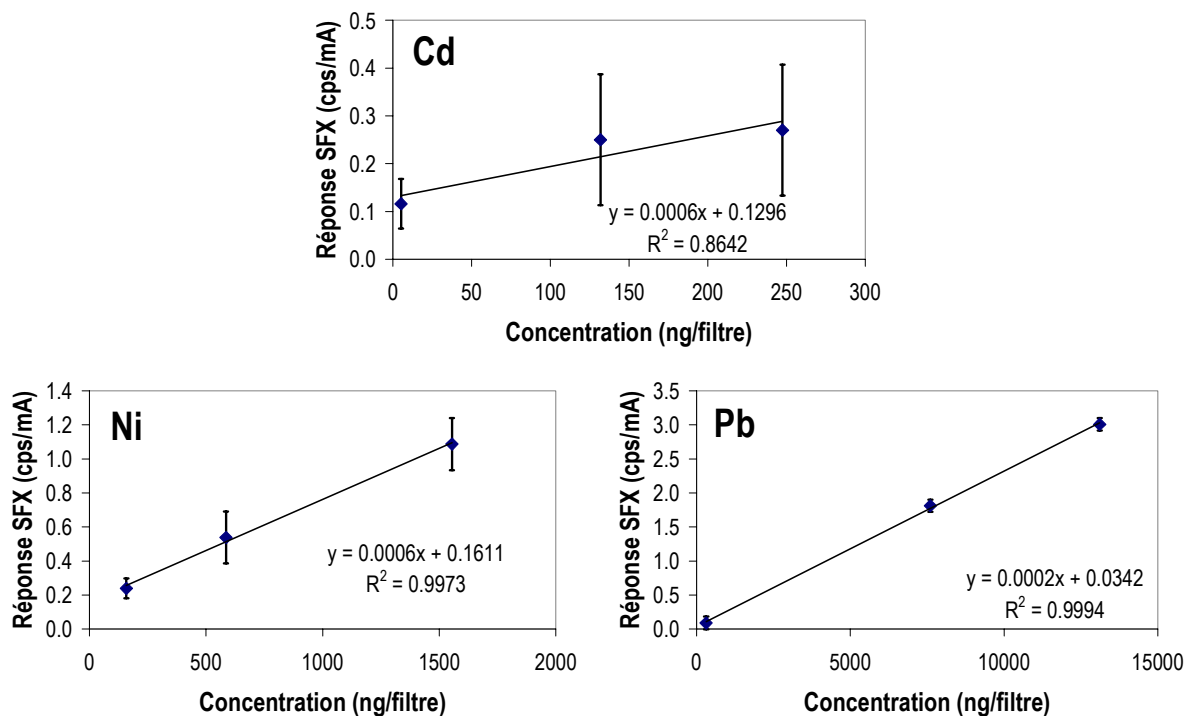 Cd
Réponse SFX (cps/mA)
0.5
0.4
0.3
0.2
0.1
0.0
y = 0.0006x + 0.1296
R² = 0.8642
0 50 100 150 200 250 300
Concentration (ng/filtre)
Ni
Réponse SFX (cps/mA)
1.4
1.2
1.0
0.8
0.6
0.4
0.2
0.0
y = 0.0006x + 0.1611
R² = 0.9973
0 500 1000 1500 2000
Concentration (ng/filtre)
Pb
Réponse SFX (cps/mA)
3.5
3.0
2.5
2.0
1.5
1.0
0.5
0.0
y = 0.0002x + 0.0342
R² = 0.9994
0 5000 10000 15000
Concentration (ng/filtre)